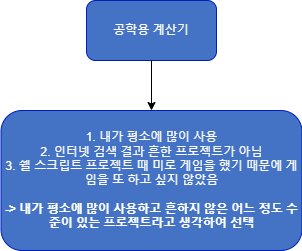 공학용 계산기
1. 내가 평소에 많이 사용
2. 인터넷 검색 결과 흔한 프로젝트가 아님
3. 쉘 스크립트 프로젝트 때 미로 게임을 했기 때문에 게
임을 또 하고 싶지 않았음
-> 내가 평소에 많이 사용하고 흔하지 않은 어느 정도 수
준이 있는 프로젝트라고 생각하여 선택